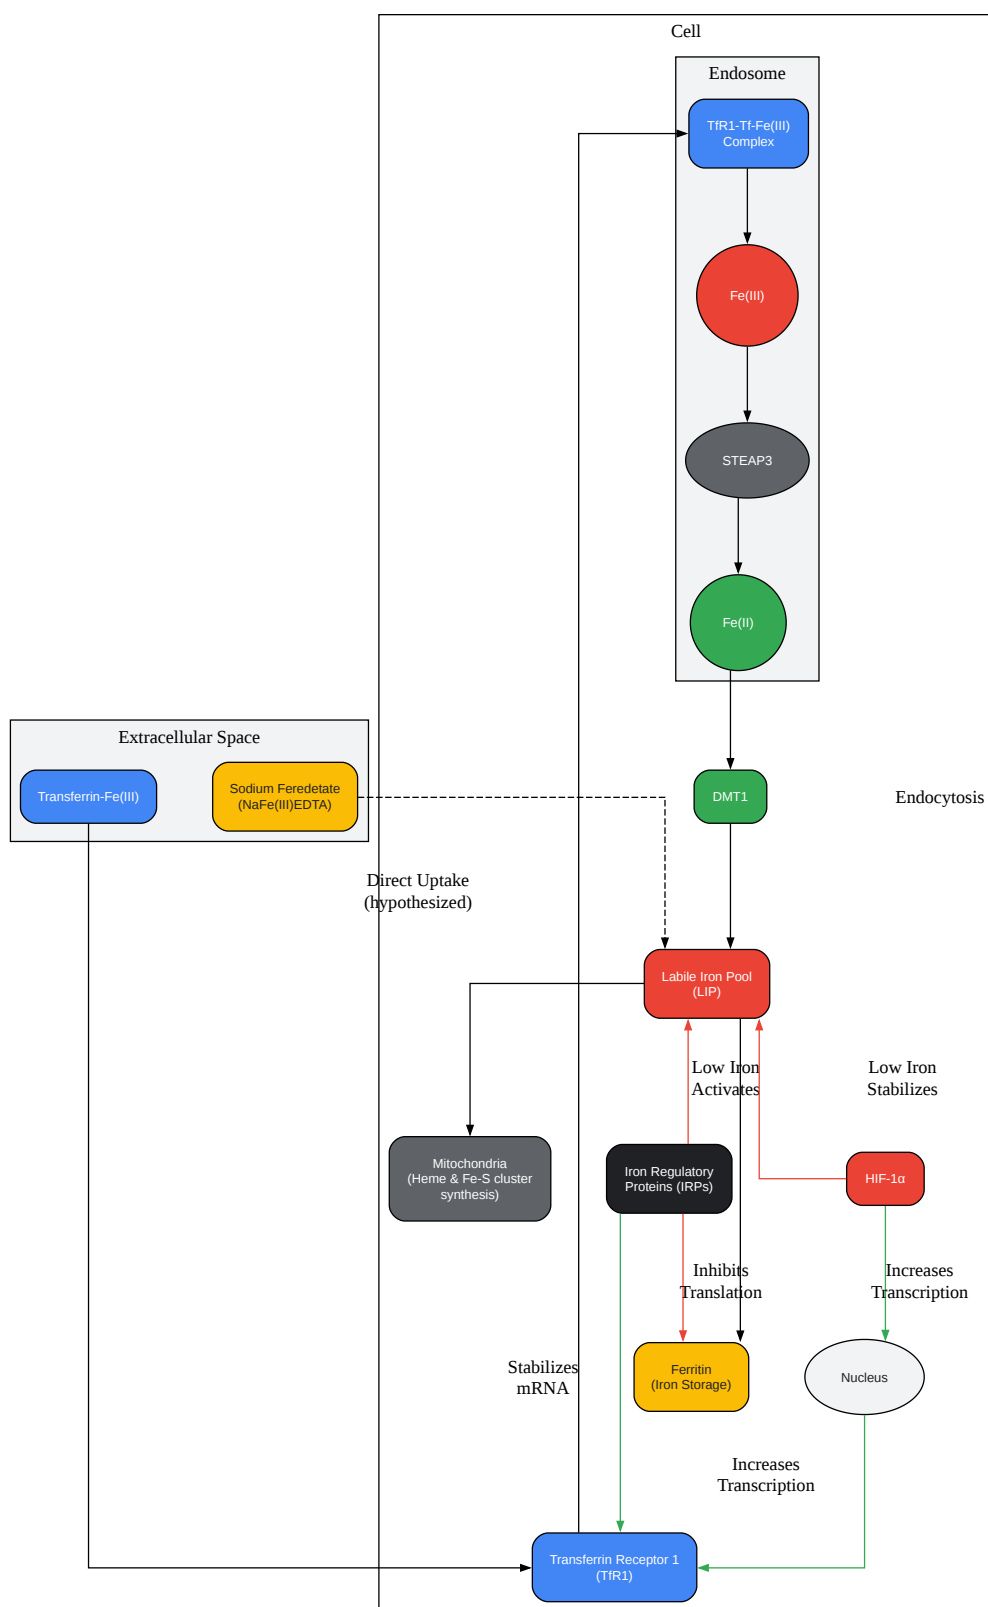 Cell
Endosome
TfR1-Tf-Fe(III)
Complex
Fe(III)
STEAP3
Fe(II)
Extracellular Space
Transferrin-Fe(III)
Sodium Feredetate
(NaFe(III)EDTA)
DMT1
Endocytosis
Direct Uptake
(hypothesized)
Labile Iron Pool
(LIP)
Low Iron
Activates
Low Iron
Stabilizes
Mitochondria
(Heme & Fe-S cluster
synthesis)
Iron Regulatory
Proteins (IRPs)
HIF-1α
Inhibits
Translation
Increases
Transcription
Stabilizes
mRNA
Ferritin
(Iron Storage)
Nucleus
Increases
Transcription
Transferrin Receptor 1
(TfR1)